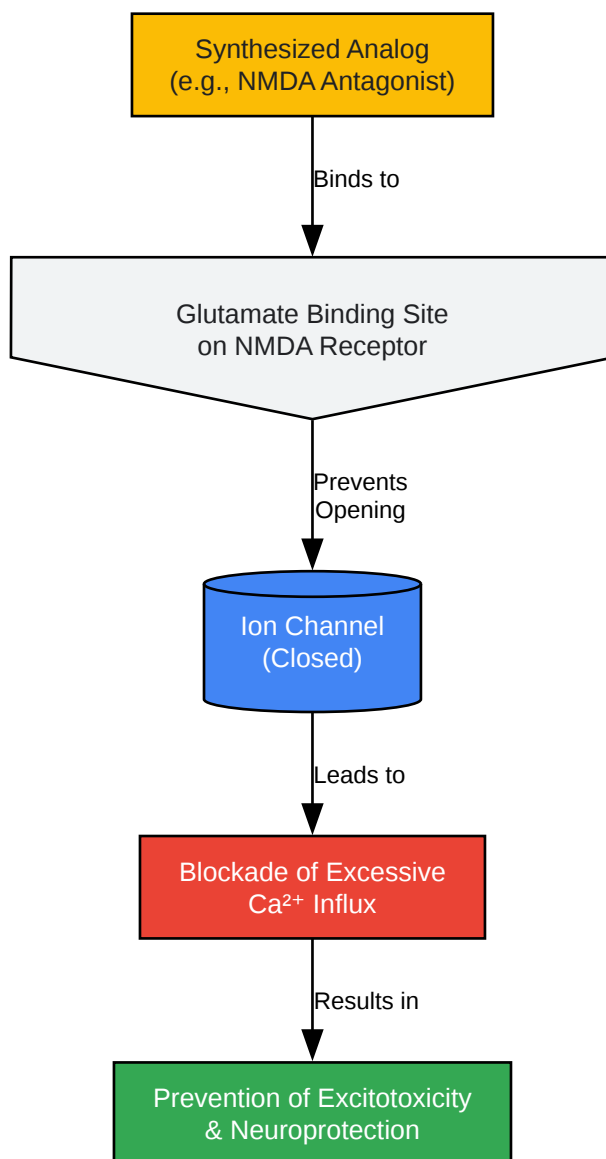 Synthesized Analog
(e.g., NMDA Antagonist)
Binds to
Glutamate Binding Site
on NMDA Receptor
Prevents
Opening
Ion Channel
(Closed)
Leads to
Blockade of Excessive
Ca²⁺ Influx
Results in
Prevention of Excitotoxicity
& Neuroprotection